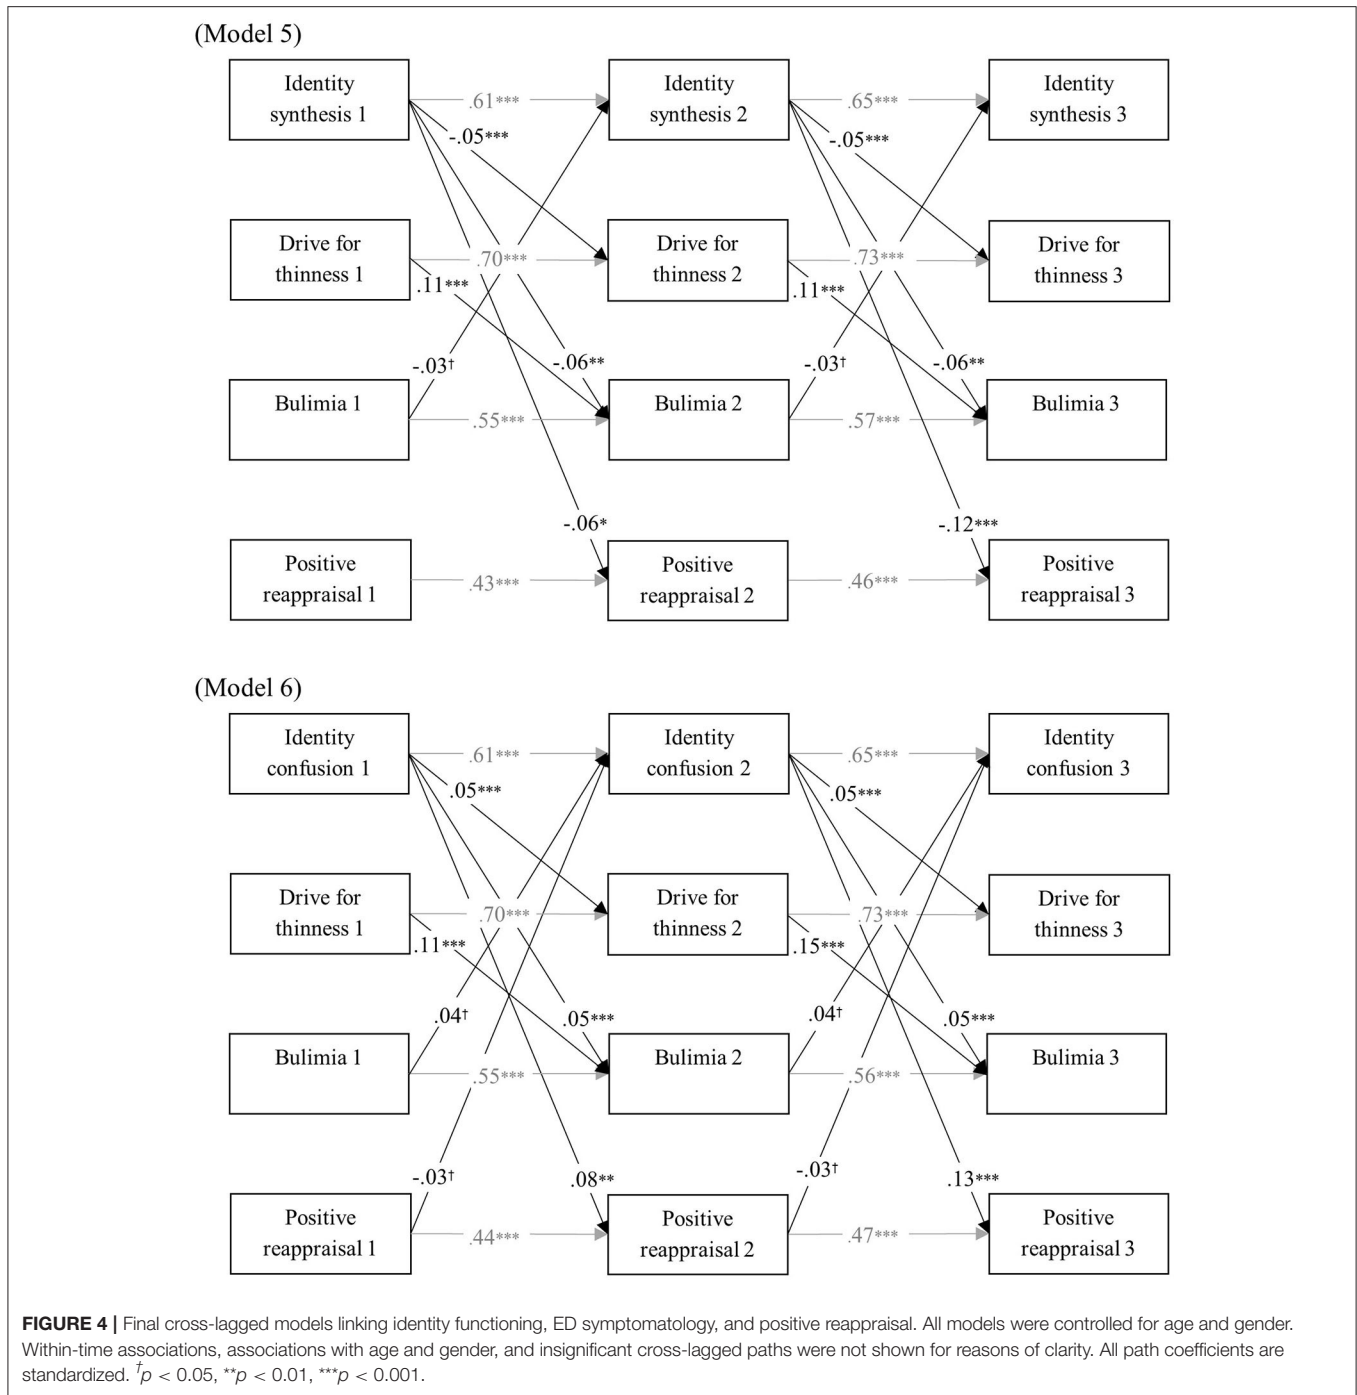 (Model 5)
Identity
synthesis 1
Identity
synthesis 2
Identity
synthesis 3
.61***
.65***
-.05***
-.05***
Drive for
thinness 1
Drive for
thinness 2
Drive for
thinness 3
.70***
.73***
.11***
.11***
-.03†
-.06**
-.03†
-.06**
Bulimia 1
Bulimia 2
Bulimia 3
.55***
.57***
-.06*
-.12***
Positive
reappraisal 1
Positive
reappraisal 2
Positive
reappraisal 3
.43***
.46***
(Model 6)
Identity
confusion 1
Identity
confusion 2
Identity
confusion 3
.61***
.65***
.05***
.05***
Drive for
thinness 1
Drive for
thinness 2
Drive for
thinness 3
.70***
.73***
.11***
.15***
.04†
.05***
.04†
.05***
Bulimia 1
Bulimia 2
Bulimia 3
.55***
.56***
-.03†
.08**
-.03†
.13***
Positive
reappraisal 1
Positive
reappraisal 2
Positive
reappraisal 3
.44***
.47***
FIGURE 4 | Final cross-lagged models linking identity functioning, ED symptomatology, and positive reappraisal. All models were controlled for age and gender.
Within-time associations, associations with age and gender, and insignificant cross-lagged paths were not shown for reasons of clarity. All path coefficients are
standardized. †p < 0.05, **p < 0.01, ***p < 0.001.